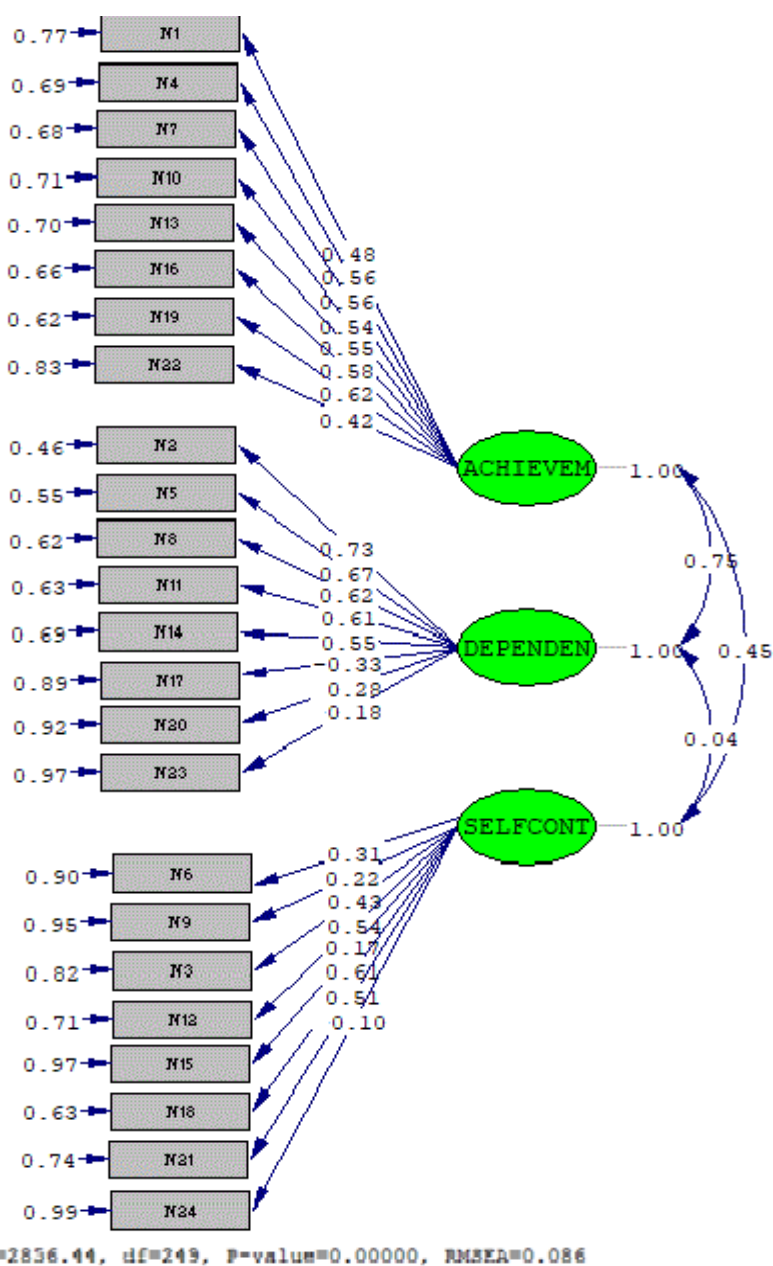 0.77 N1
0.69 N4
0.68 N7
0.71 N10
0.70 N13
0.66 N16
0.62 N19
0.83 N22
0.48
0.56
0.56
0.54
0.55
0.58
0.62
0.42
ACHIEVEM 1.00
0.46 N2
0.55 N5
0.62 N8
0.63 N11
0.69 N14
0.89 N17
0.92 N20
0.97 N23
0.73
0.67
0.62
0.61
0.55
-0.33
0.28
0.18
DEPENDEN 1.00
0.75
0.45
0.04
SELFCONT 1.00
0.90 N6
0.95 N9
0.82 N3
0.71 N12
0.97 N15
0.63 N18
0.74 N21
0.99 N24
0.31
0.22
0.43
0.54
0.17
0.61
0.51
0.10
=2836.44, df=249, P-value=0.00000, RMSEA=0.086